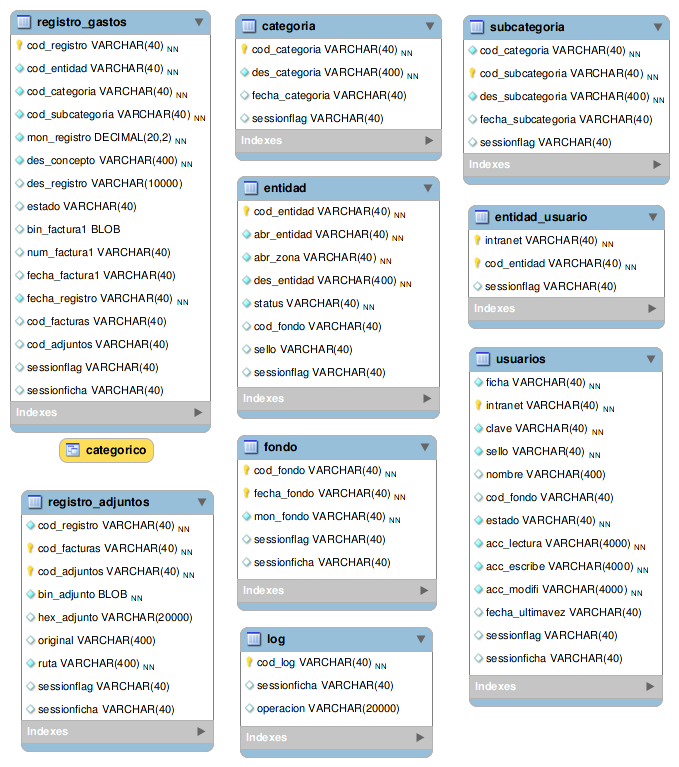 registro_gastos
cod_registro VARCHAR(40) NN
cod_entidad VARCHAR(40) NN
cod_categoria VARCHAR(40) NN
cod_subcategoria VARCHAR(40) NN
mon_registro DECIMAL(20,2) NN
des_concepto VARCHAR(400) NN
des_registro VARCHAR(10000)
estado VARCHAR(40)
bin_factura1 BLOB
num_factura1 VARCHAR(40)
fecha_factura1 VARCHAR(40)
fecha_registro VARCHAR(40) NN
cod_facturas VARCHAR(40)
cod_adjuntos VARCHAR(40)
sessionflag VARCHAR(40)
sessionficha VARCHAR(40)
Indexes
categorico
registro_adjuntos
cod_registro VARCHAR(40) NN
cod_facturas VARCHAR(40) NN
cod_adjuntos VARCHAR(40) NN
bin_adjunto BLOB NN
hex_adjunto VARCHAR(20000)
original VARCHAR(400)
ruta VARCHAR(400) NN
sessionflag VARCHAR(40)
sessionficha VARCHAR(40)
Indexes
categoria
cod_categoria VARCHAR(40) NN
des_categoria VARCHAR(400) NN
fecha_categoria VARCHAR(40)
sessionflag VARCHAR(40)
Indexes
entidad
cod_entidad VARCHAR(40) NN
abr_entidad VARCHAR(40) NN
abr_zona VARCHAR(40) NN
des_entidad VARCHAR(400) NN
status VARCHAR(40) NN
cod_fondo VARCHAR(40)
sello VARCHAR(40)
sessionflag VARCHAR(40)
Indexes
fondo
cod_fondo VARCHAR(40) NN
fecha_fondo VARCHAR(40) NN
mon_fondo VARCHAR(40) NN
sessionflag VARCHAR(40)
sessionficha VARCHAR(40)
Indexes
log
cod_log VARCHAR(40) NN
sessionficha VARCHAR(40)
operacion VARCHAR(20000)
Indexes
subcategoria
cod_categoria VARCHAR(40) NN
cod_subcategoria VARCHAR(40) NN
des_subcategoria VARCHAR(400) NN
fecha_subcategoria VARCHAR(40)
sessionflag VARCHAR(40)
Indexes
entidad_usuario
intranet VARCHAR(40) NN
cod_entidad VARCHAR(40) NN
sessionflag VARCHAR(40)
Indexes
usuarios
ficha VARCHAR(40) NN
intranet VARCHAR(40) NN
clave VARCHAR(40) NN
sello VARCHAR(40) NN
nombre VARCHAR(400)
cod_fondo VARCHAR(40)
estado VARCHAR(40) NN
acc_lectura VARCHAR(4000) NN
acc_escribe VARCHAR(4000) NN
acc_modifi VARCHAR(4000) NN
fecha_ultimavez VARCHAR(40)
sessionflag VARCHAR(40)
sessionficha VARCHAR(40)
Indexes